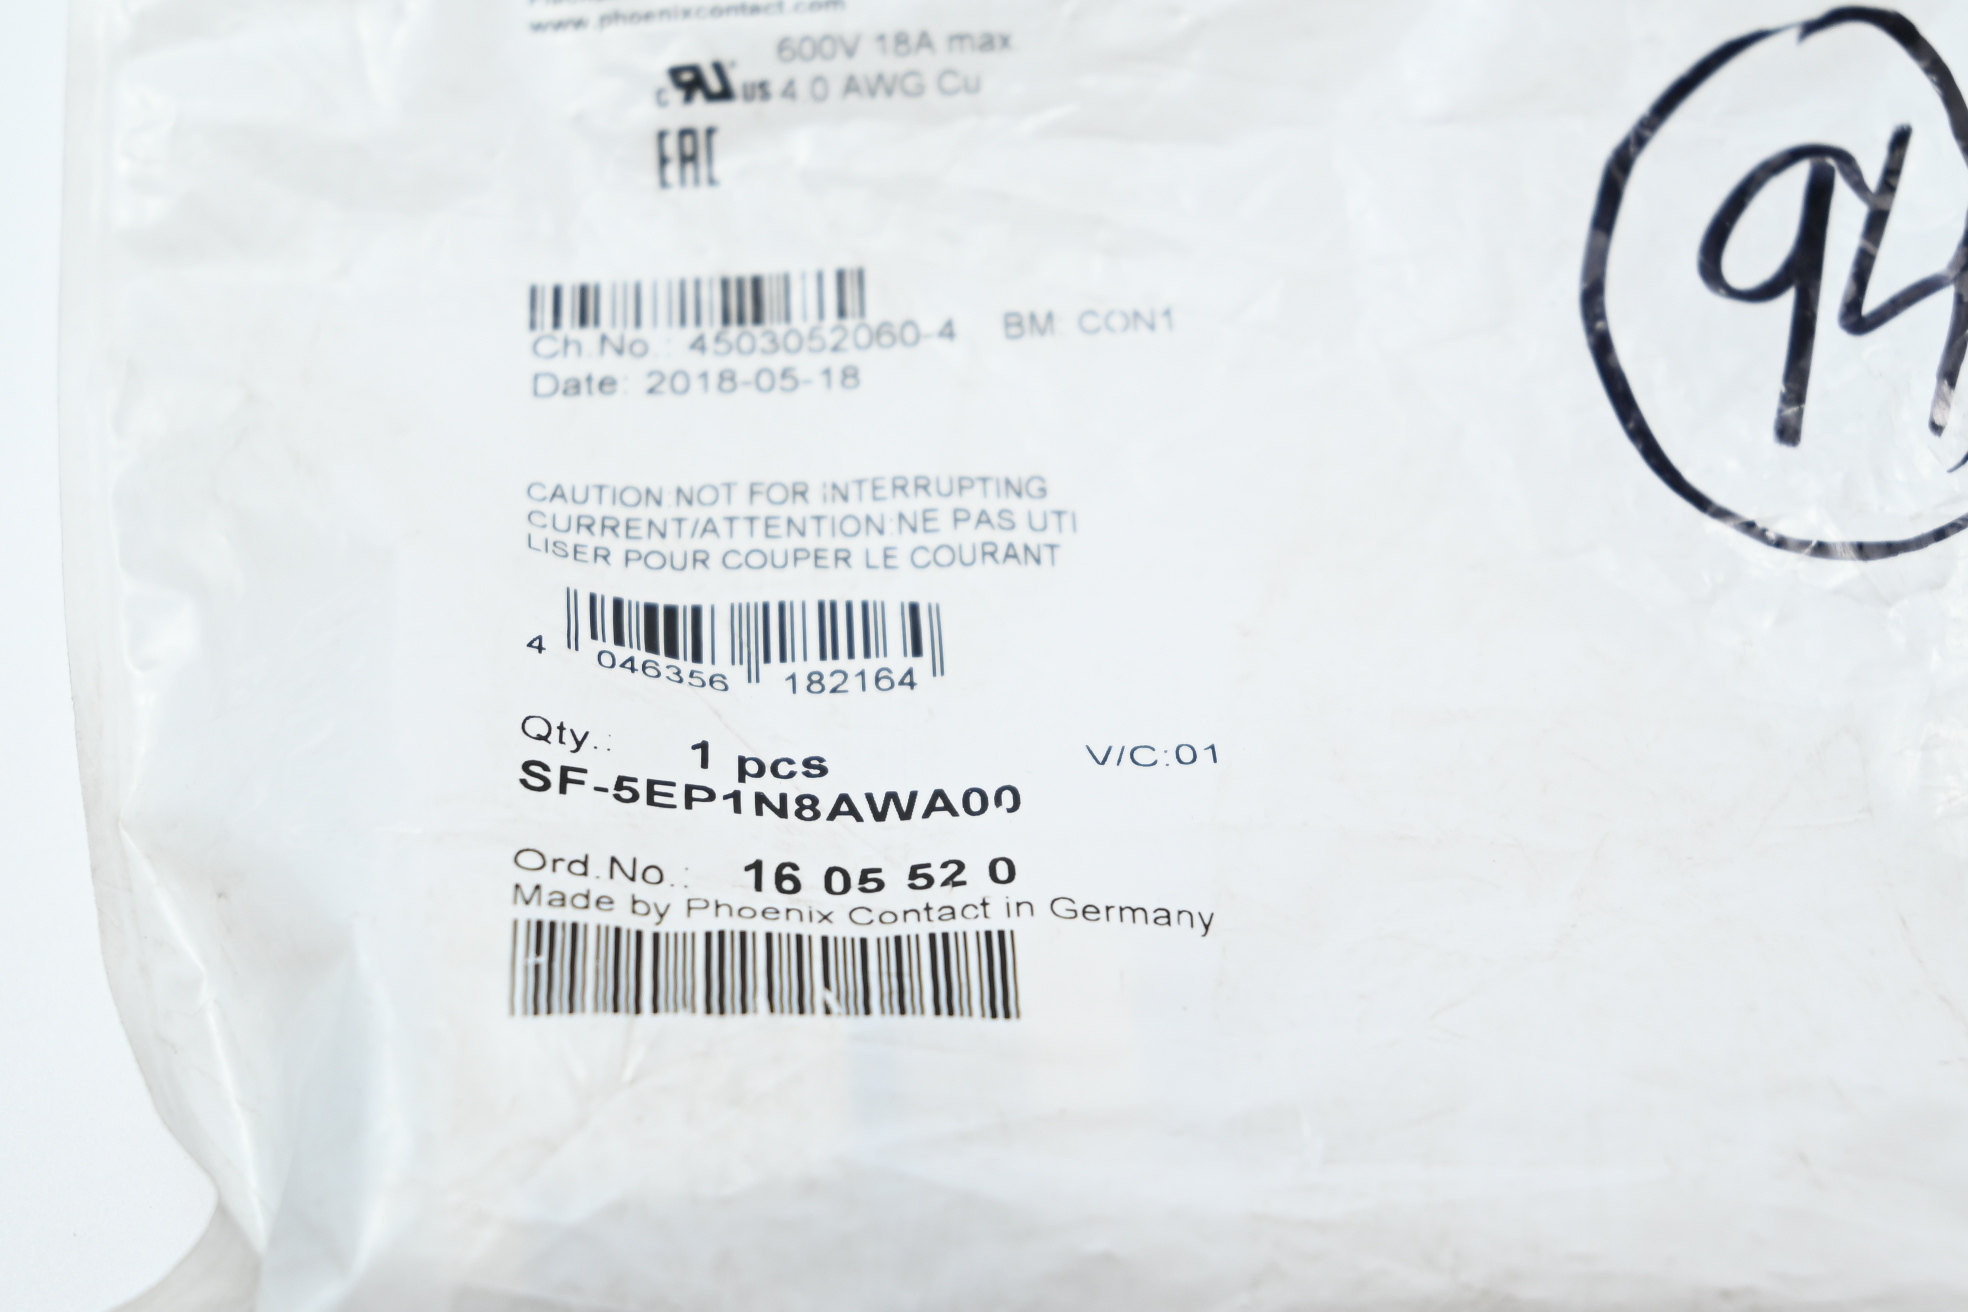 www.phoenixcontact.com
600V 18A max
c RU US 4.0 AWG Cu
EAC
Ch.No.: 4503052060-4 BM: CON1
Date: 2018-05-18
CAUTION:NOT FOR INTERRUPTING
CURRENT/ATTENTION:NE PAS UTI
LISER POUR COUPER LE COURANT
4 046356 182164
Qty.: 1 pcs V/C:01
SF-5EP1N8AWA00
Ord.No.: 16 05 52 0
Made by Phoenix Contact in Germany
94